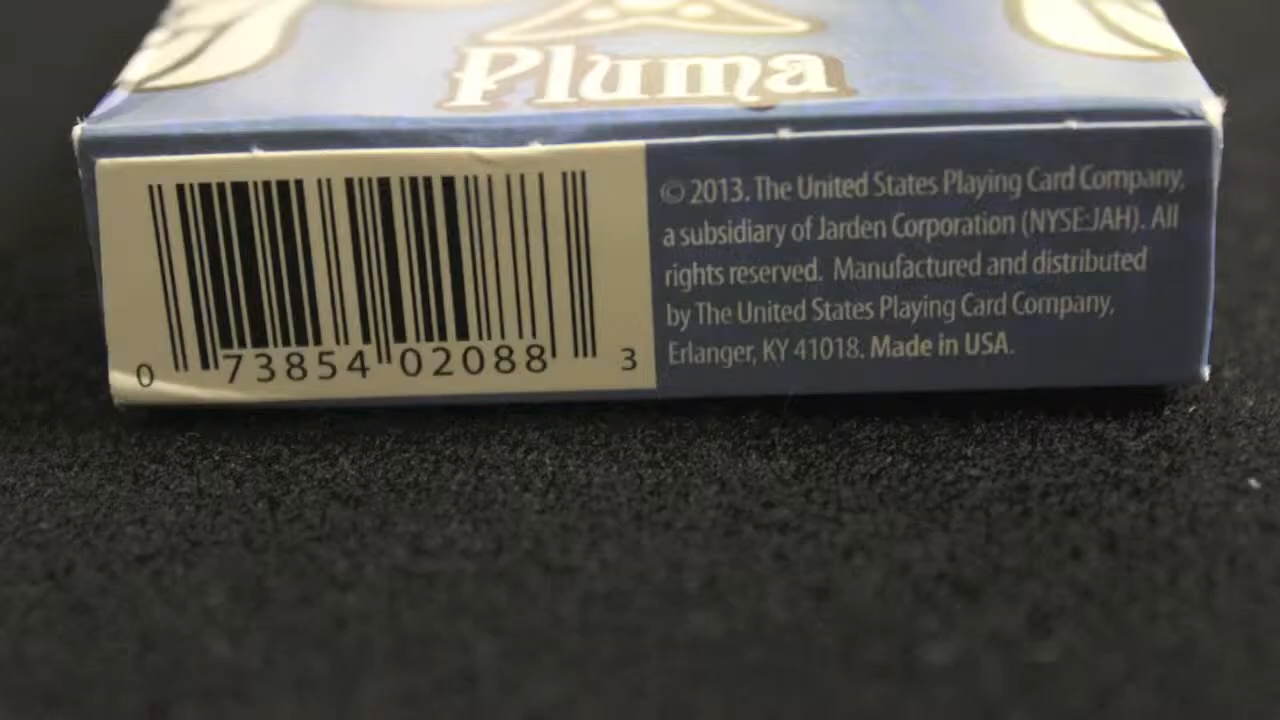 Pluma
0 73854 02088 3
© 2013. The United States Playing Card Company,
a subsidiary of Jarden Corporation (NYSE:JAH). All
rights reserved. Manufactured and distributed
by The United States Playing Card Company,
Erlanger, KY 41018. Made in USA.